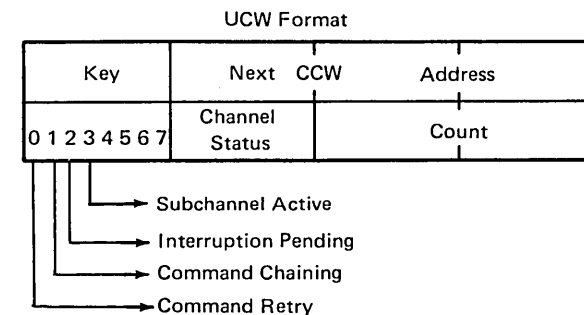 UCW Format
Key Next CCW Address
Channel
0 1 2 3 4 5 6 7 Status Count
Subchannel Active
Interruption Pending
Command Chaining
Command Retry